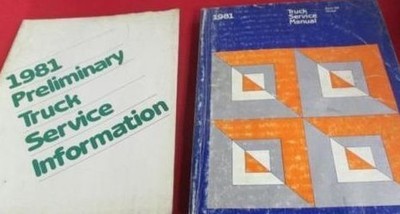 1981
Preliminary
Truck
Service
Information
1981
Truck
Service
Manual